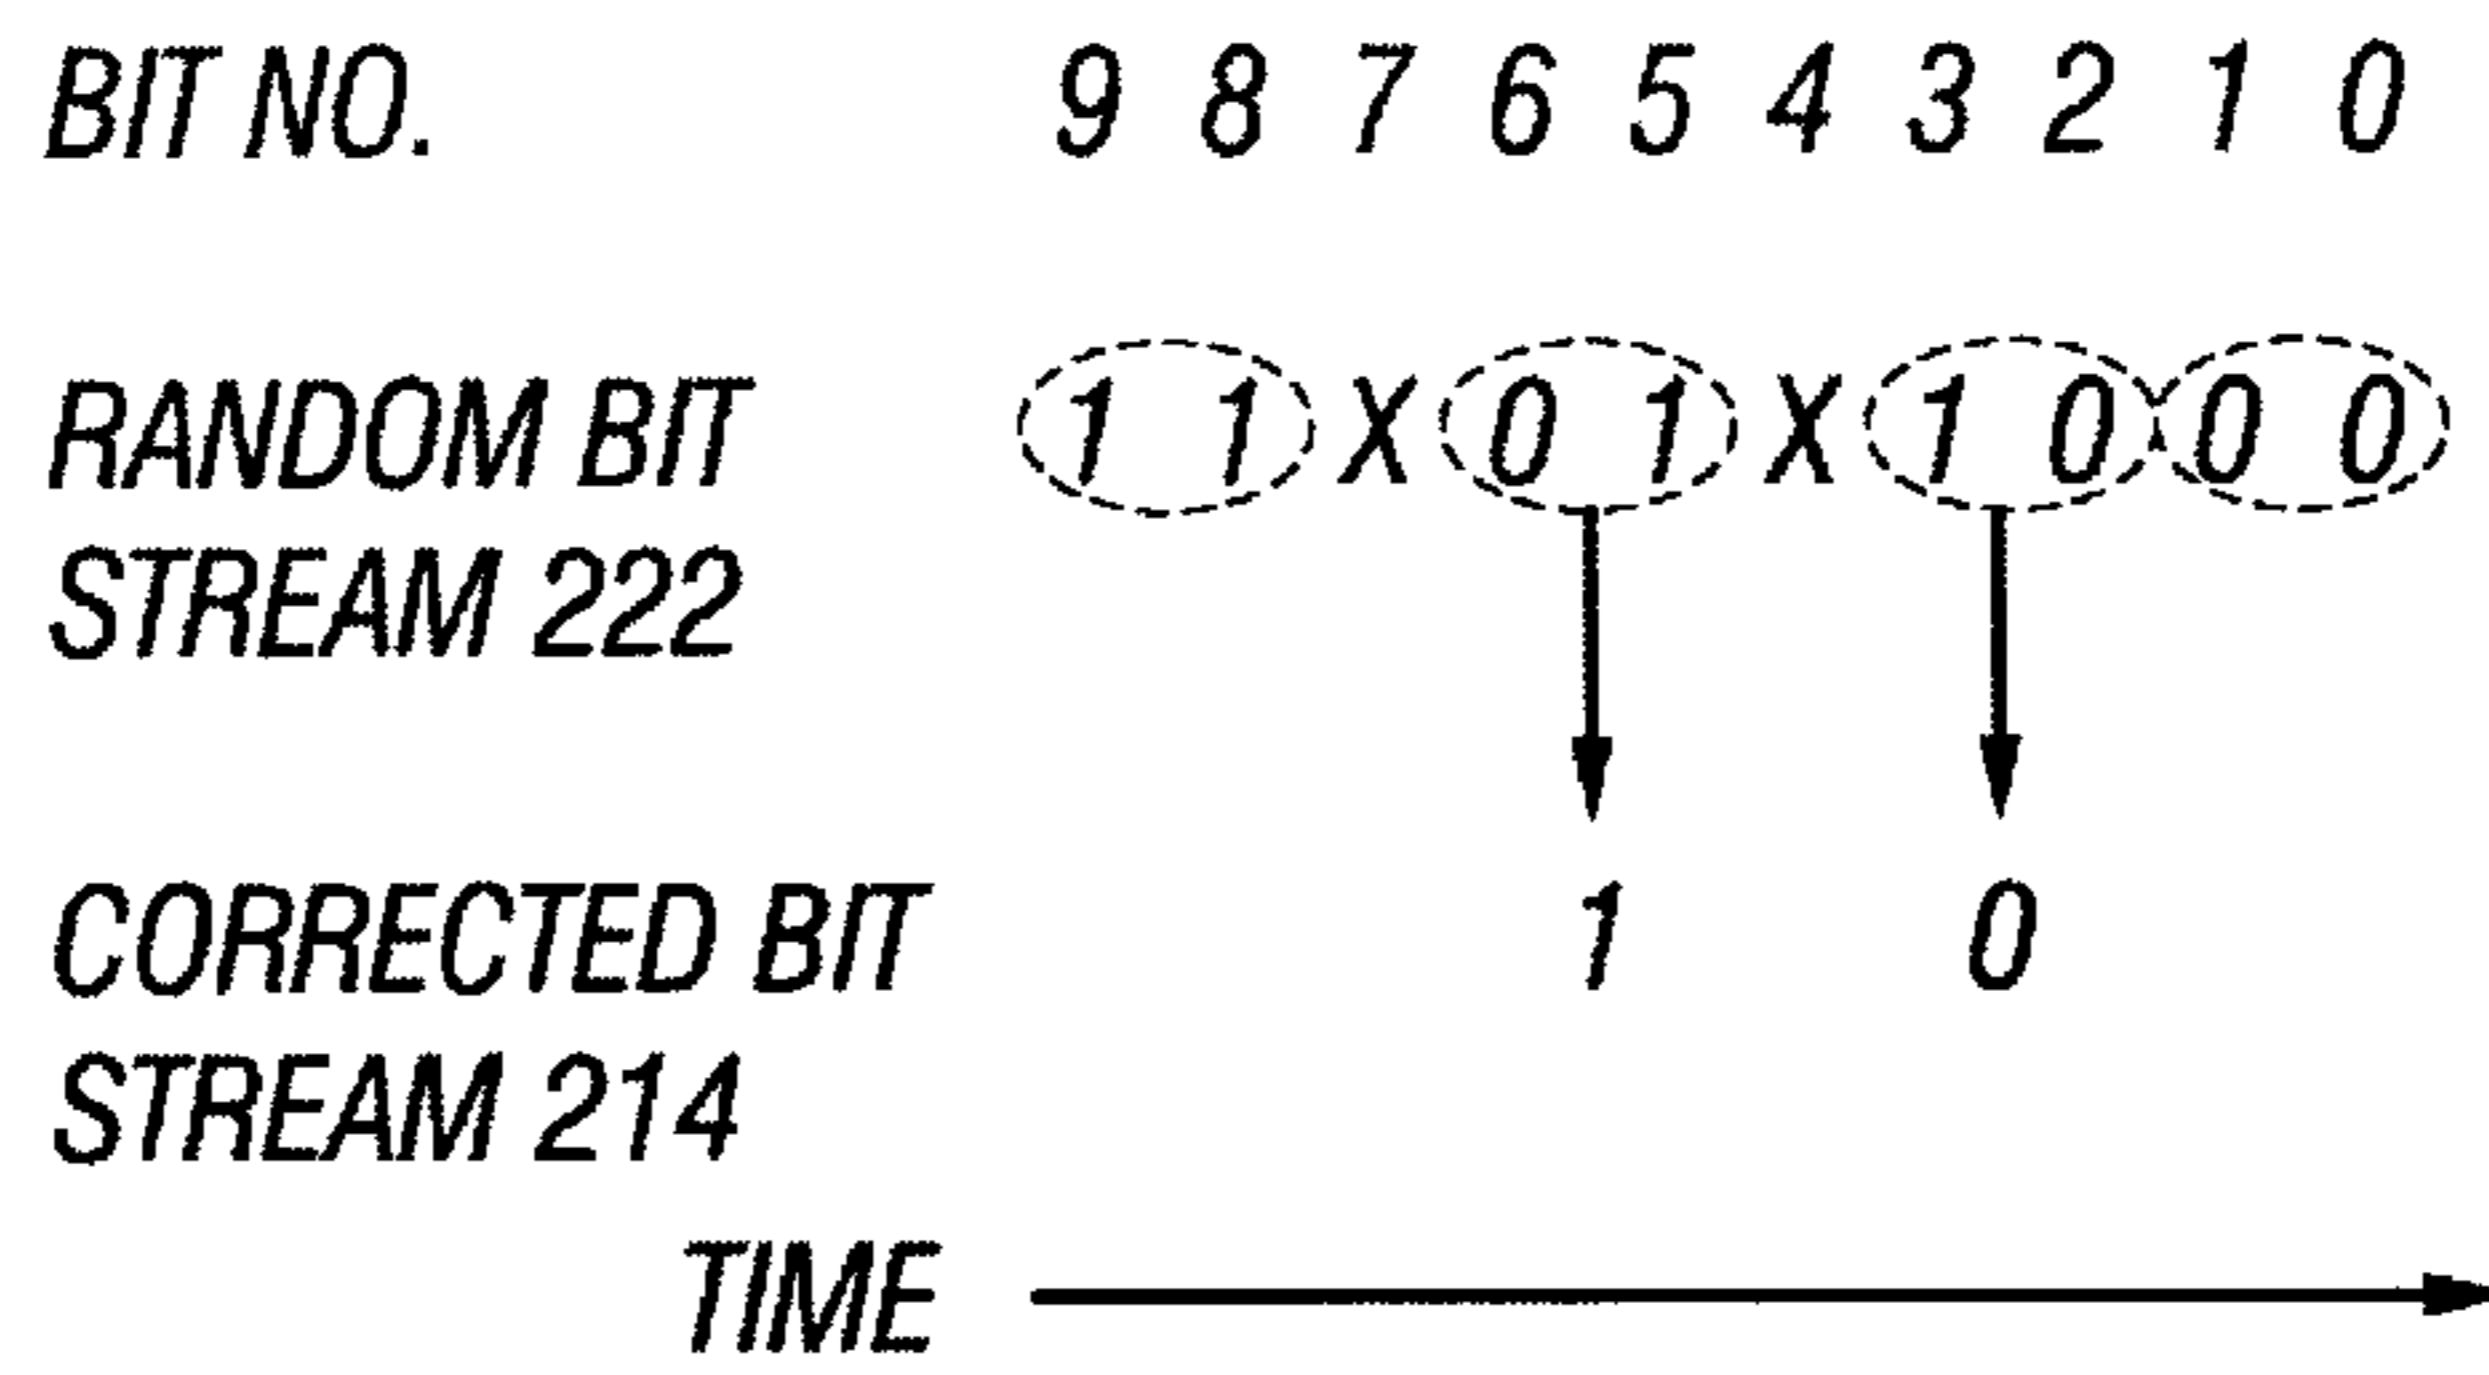 BIT NO. 9 8 7 6 5 4 3 2 1 0
RANDOM BIT 1 1 X 0 1 X 1 0 0 0
STREAM 222
CORRECTED BIT 1 0
STREAM 214
TIME